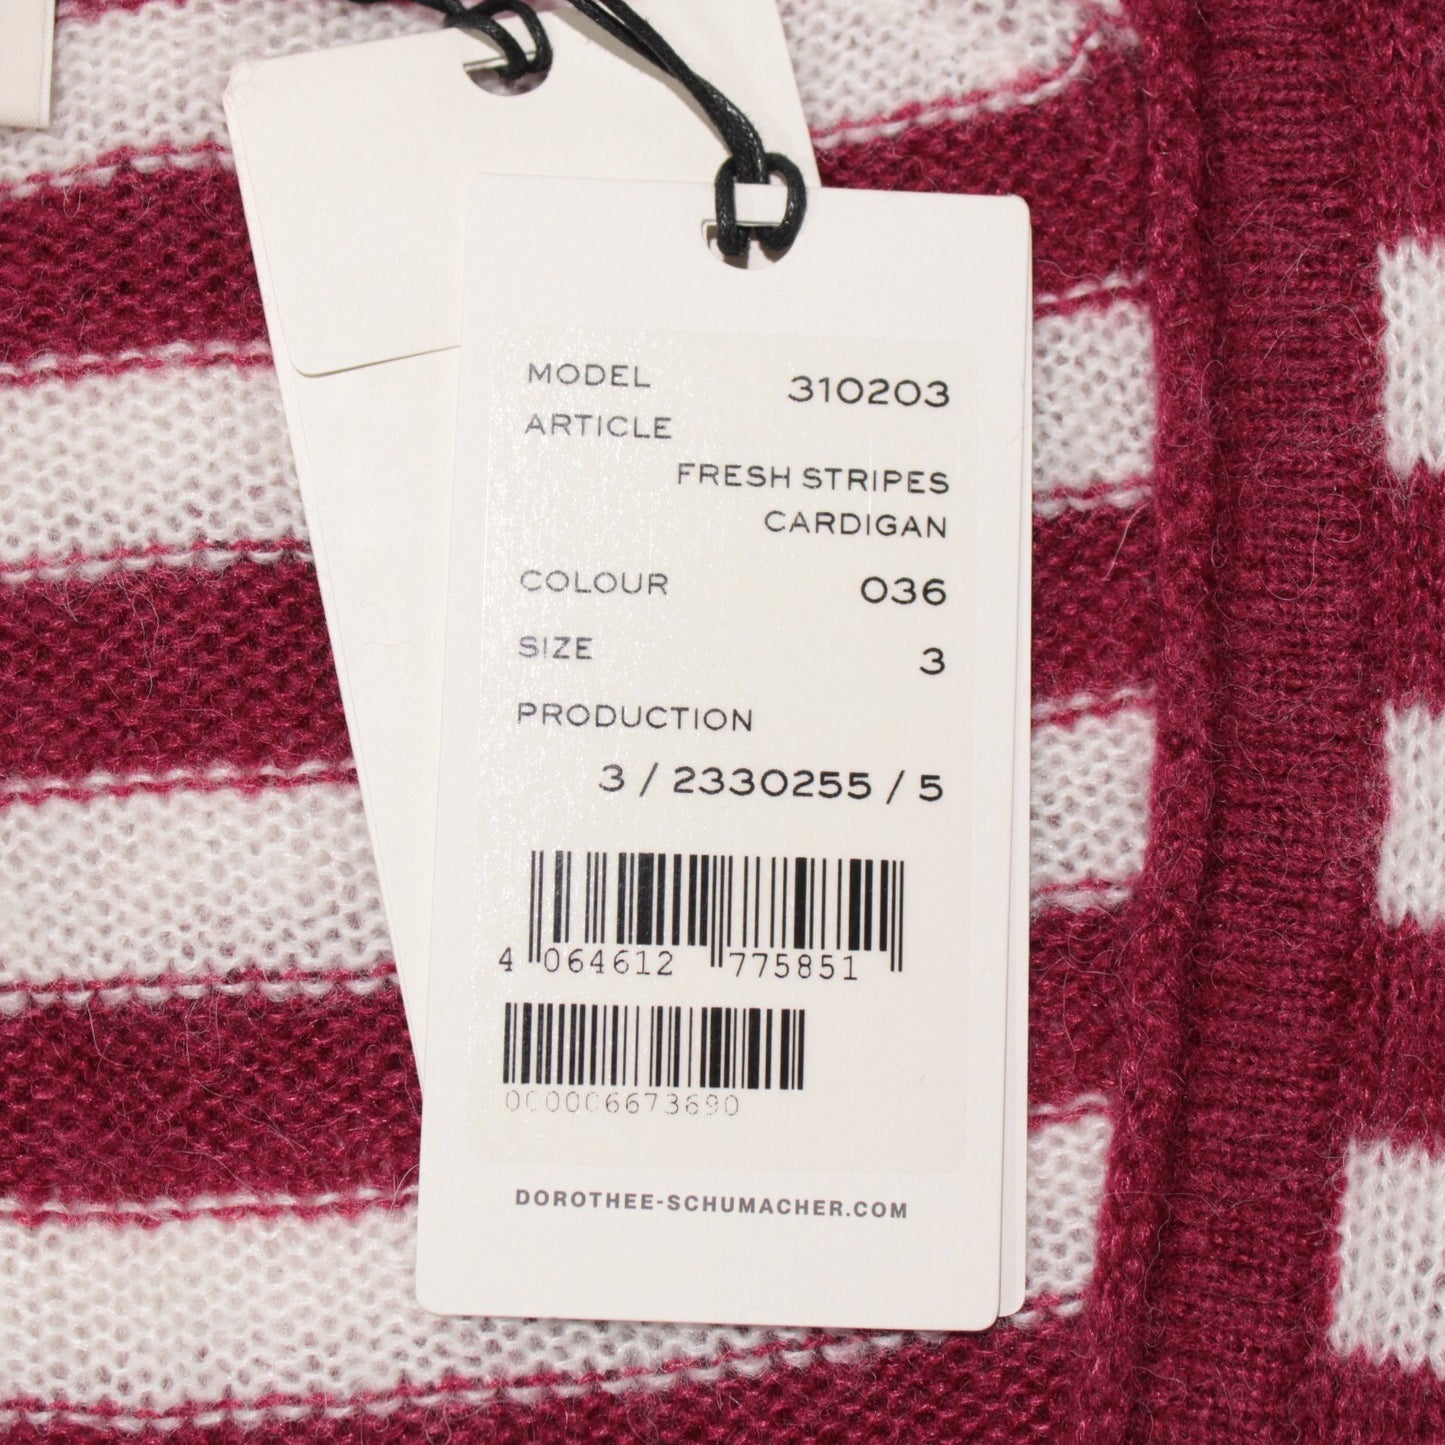 MODEL 310203
ARTICLE
FRESH STRIPES
CARDIGAN
COLOUR 036
SIZE 3
PRODUCTION
3 / 2330255 / 5
4 064612 775851
000006673690
DOROTHEE-SCHUMACHER.COM